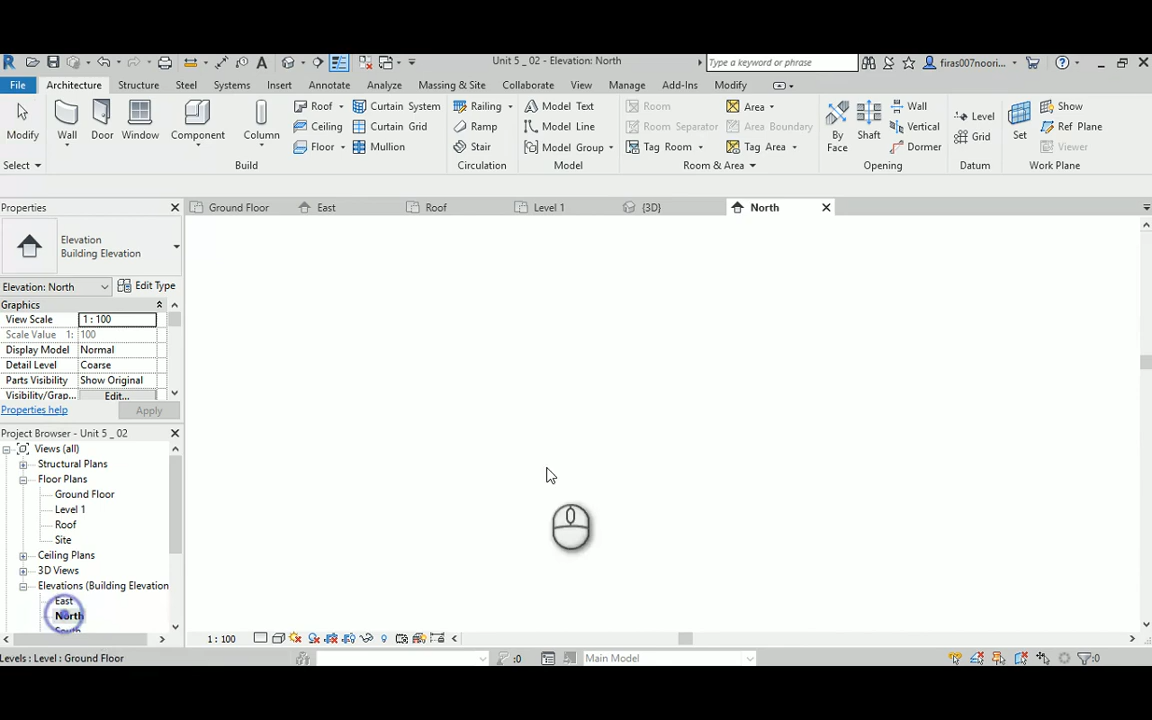 Unit 5 _ 02 - Elevation: North
Type a keyword or phrase
firas007noori...
File
Architecture
Structure
Steel
Systems
Insert
Annotate
Analyze
Massing & Site
Collaborate
View
Manage
Add-Ins
Modify
Modify
Wall
Door
Window
Component
Column
Roof
Ceiling
Floor
Curtain System
Curtain Grid
Mullion
Railing
Ramp
Stair
Model Text
Model Line
Model Group
Room
Room Separator
Tag Room
Area
Area Boundary
Tag Area
By
Face
Shaft
Wall
Vertical
Dormer
Level
Grid
Set
Show
Ref Plane
Viewer
Select
Build
Circulation
Model
Room & Area
Opening
Datum
Work Plane
Properties
Ground Floor
East
Roof
Level 1
{3D}
North
Elevation
Building Elevation
Elevation: North
Edit Type
Graphics
View Scale
1 : 100
Scale Value 1:
100
Display Model
Normal
Detail Level
Coarse
Parts Visibility
Show Original
Visibility/Grap...
Edit...
Properties help
Apply
Project Browser - Unit 5 _ 02
Views (all)
Structural Plans
Floor Plans
Ground Floor
Level 1
Roof
Site
Ceiling Plans
3D Views
Elevations (Building Elevation
East
North
South
1 : 100
Levels : Level : Ground Floor
:0
Main Model
:0